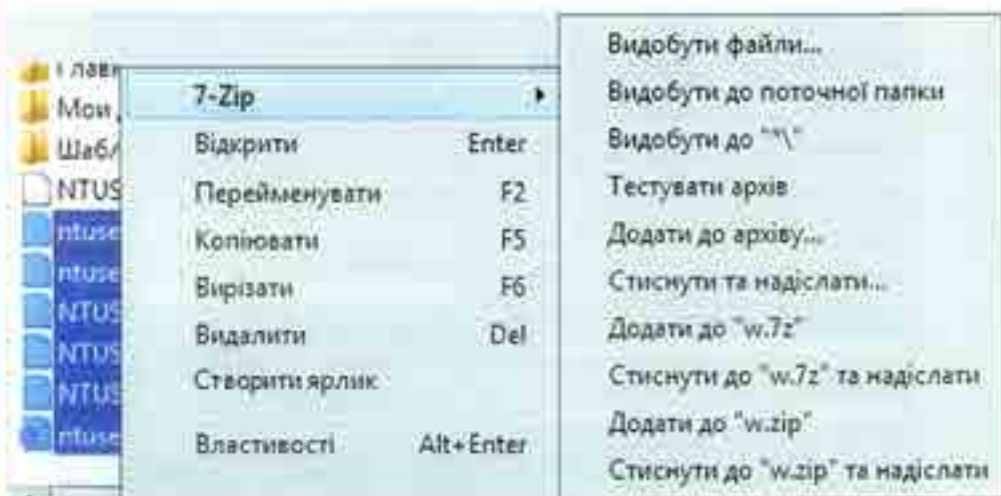 Главн
Мои
Шабл
NTUS
ntuse
ntuse
NTUS
NTUS
NTUS
ntuse
7-Zip
Відкрити Enter
Перейменувати F2
Копіювати F5
Вирізати F6
Видалити Del
Створити ярлик
Властивості Alt+Enter
Видобути файли...
Видобути до поточної папки
Видобути до "*\"
Тестувати архів
Додати до архіву...
Стиснути та надіслати...
Додати до "w.7z"
Стиснути до "w.7z" та надіслати
Додати до "w.zip"
Стиснути до "w.zip" та надіслати